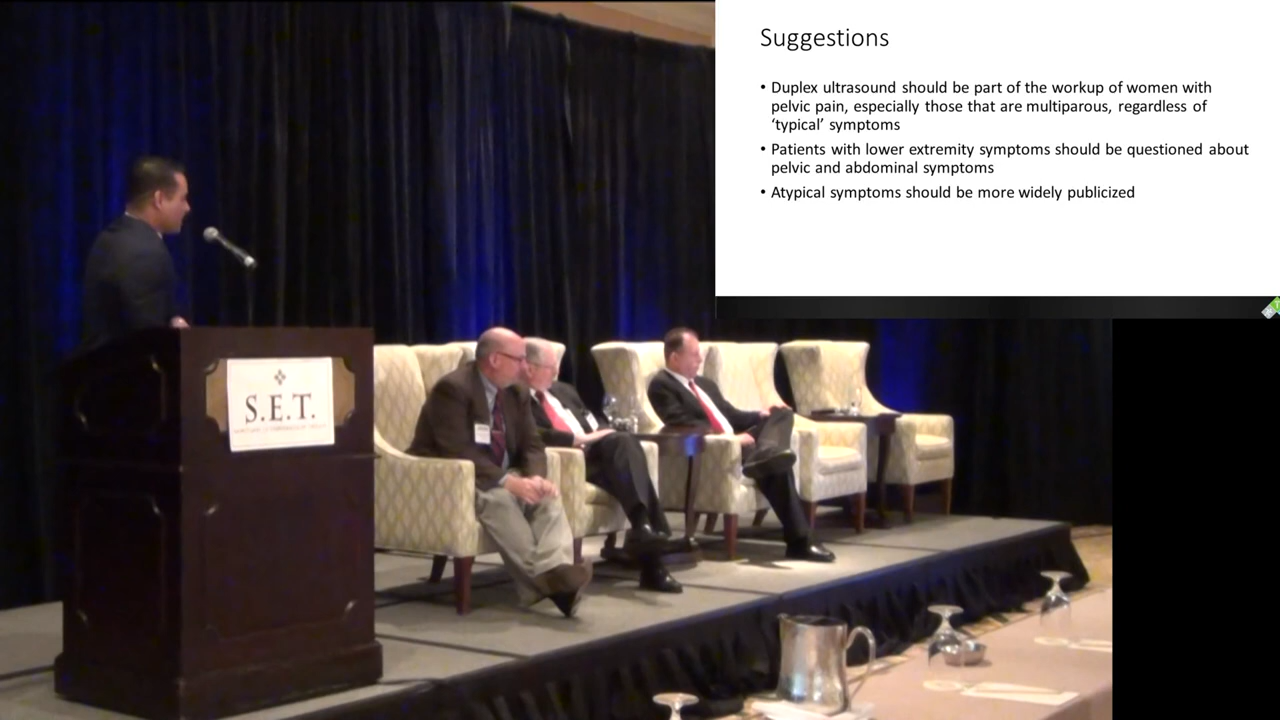 Suggestions
• Duplex ultrasound should be part of the workup of women with
pelvic pain, especially those that are multiparous, regardless of
‘typical’ symptoms
• Patients with lower extremity symptoms should be questioned about
pelvic and abdominal symptoms
• Atypical symptoms should be more widely publicized
S.E.T.